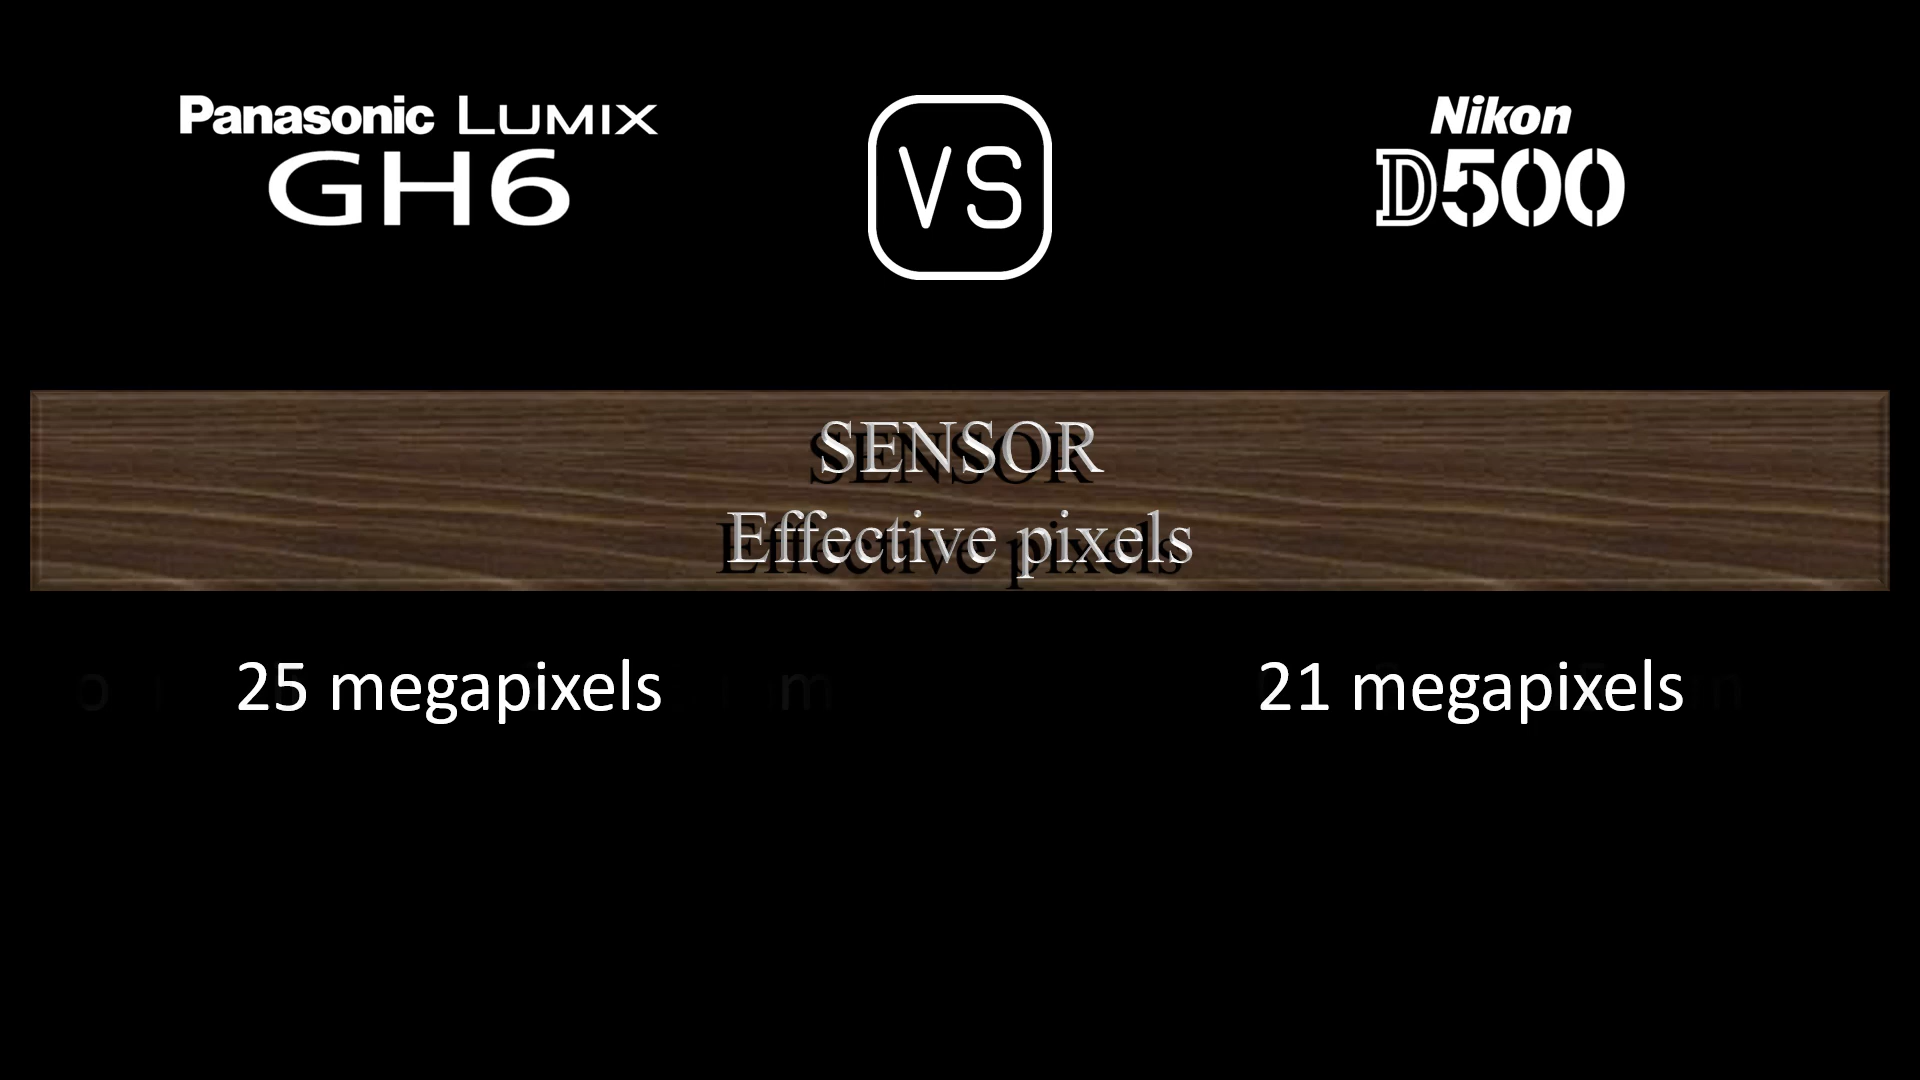 Panasonic LUMIX
GH6
VS
Nikon
D500
SENSOR
Effective pixels
25 megapixels
21 megapixels